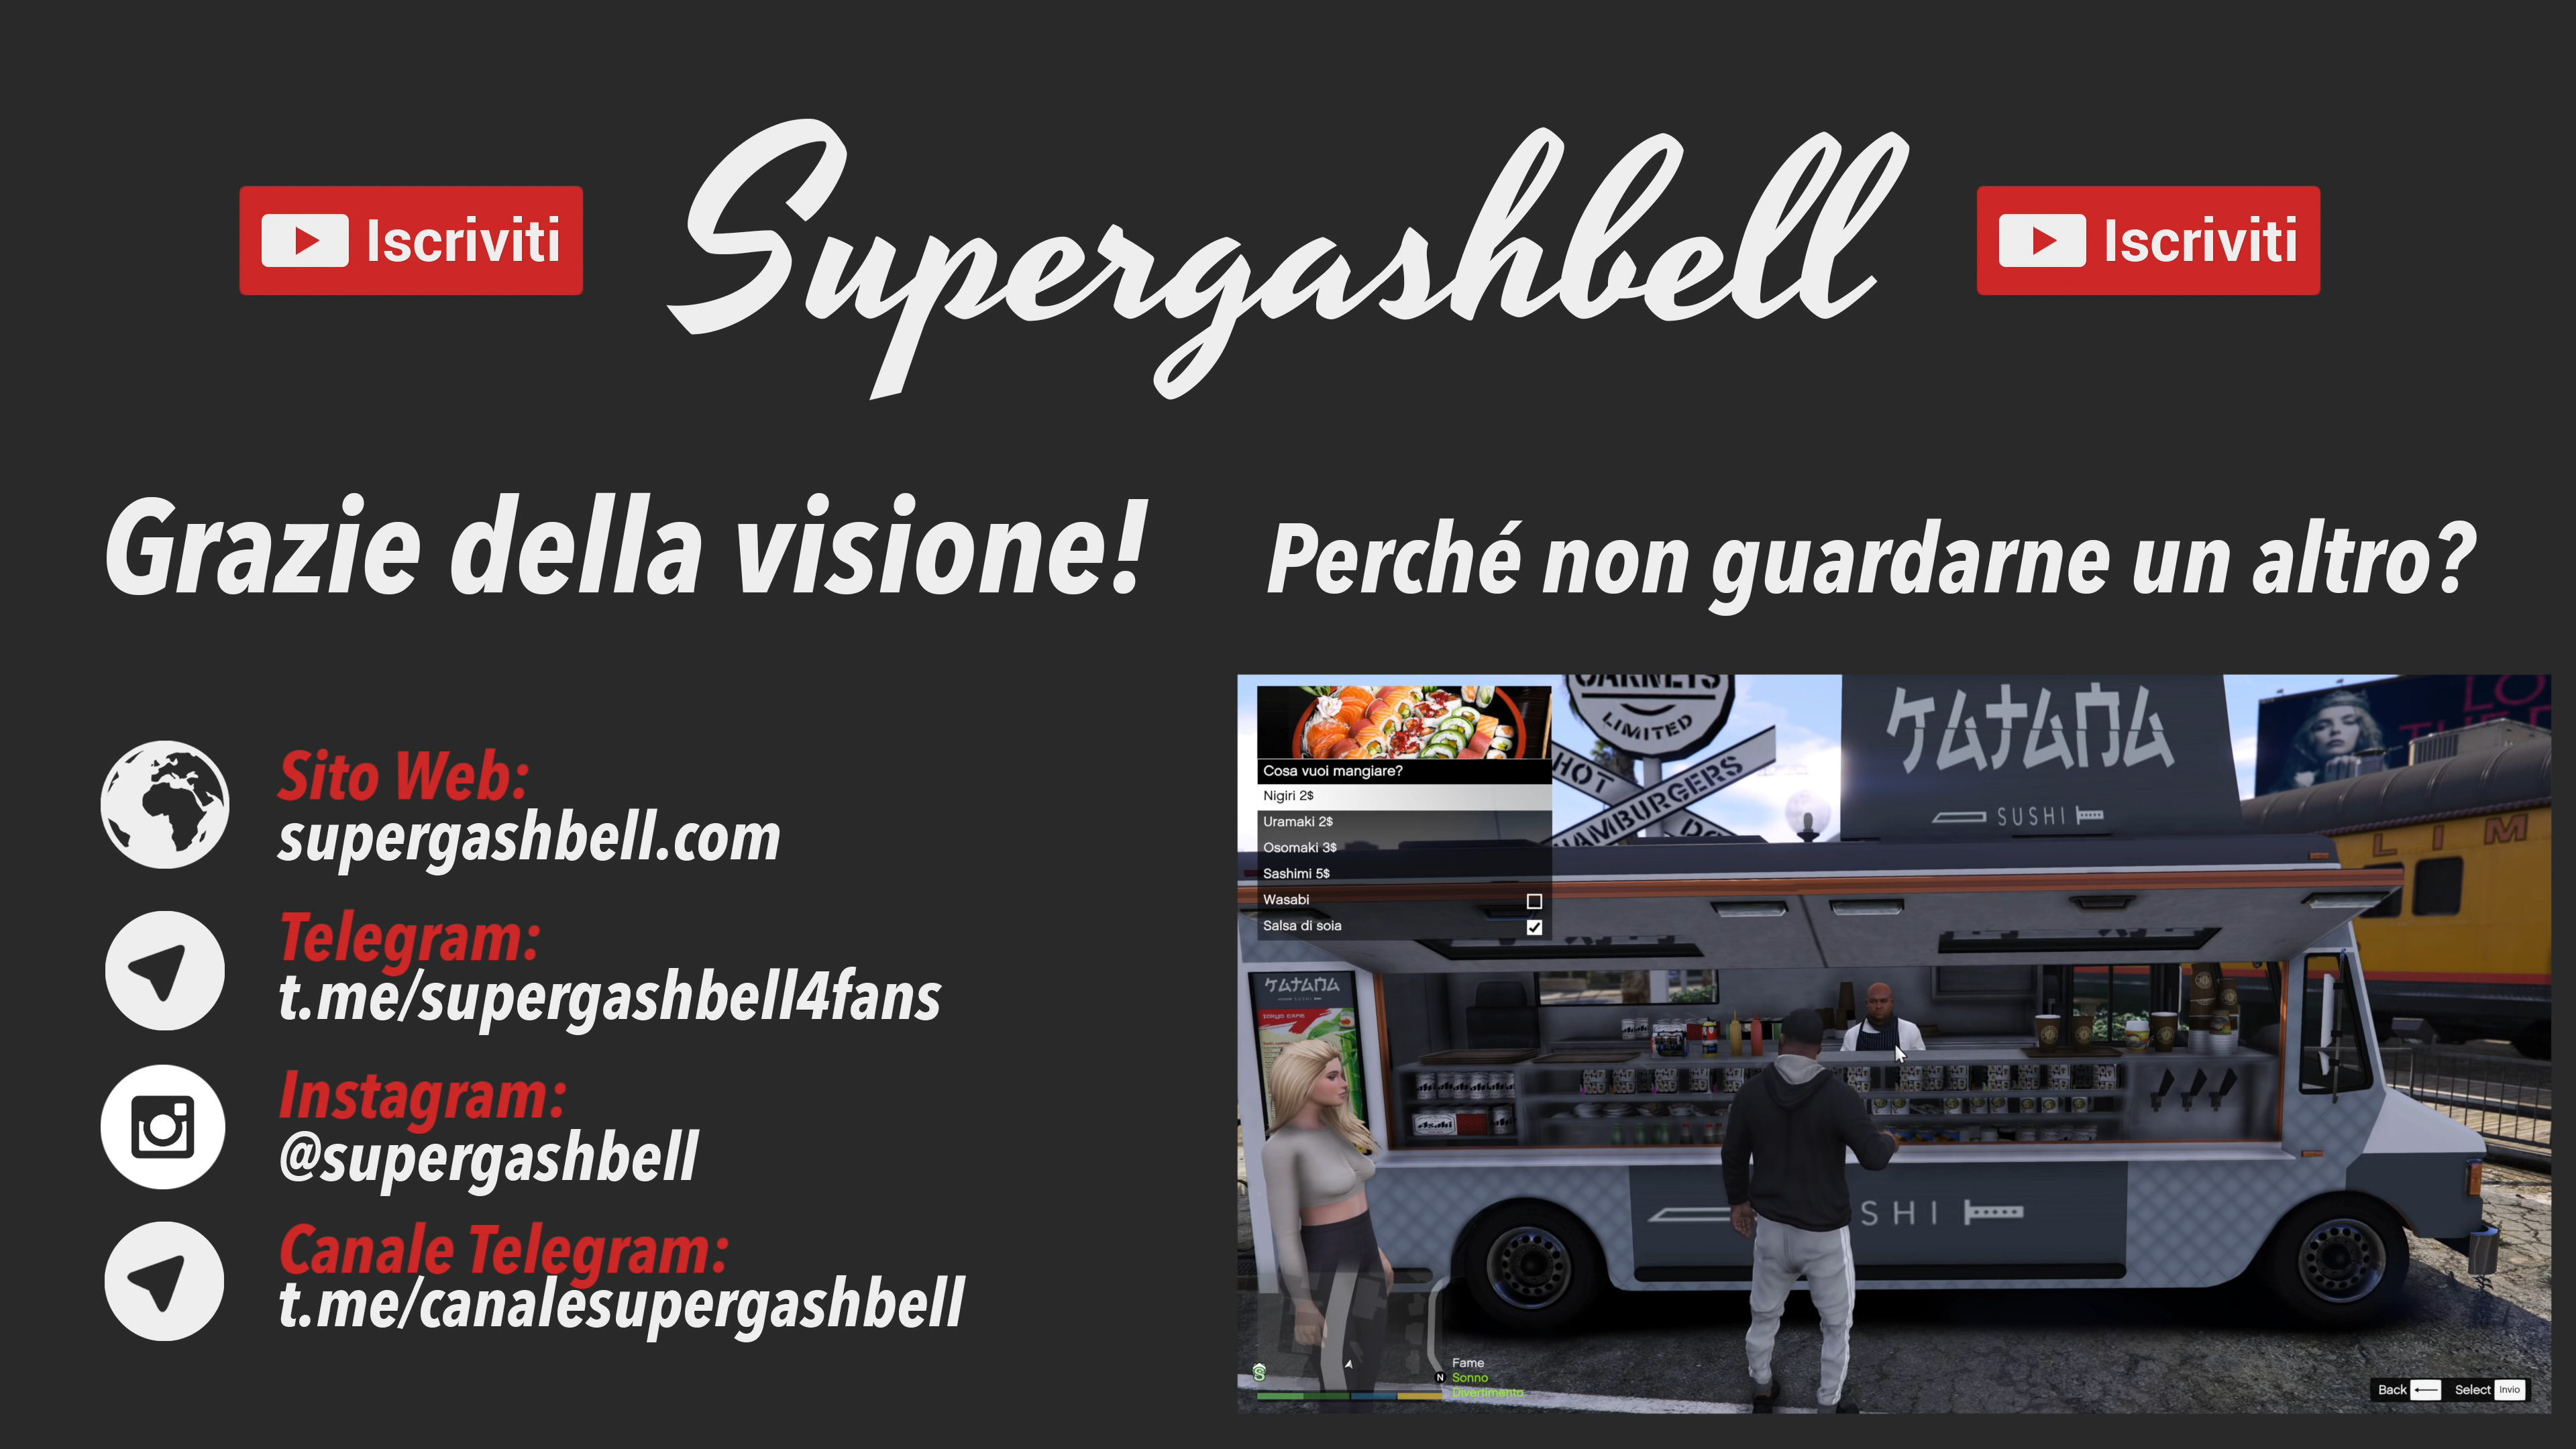 Iscriviti
Supergashbell
Iscriviti
Grazie della visione!
Perché non guardarne un altro?
Sito Web:
supergashbell.com
Telegram:
t.me/supergashbell4fans
Instagram:
@supergashbell
Canale Telegram:
t.me/canalesupergashbell
Cosa vuoi mangiare?
Nigiri 2$
Uramaki 2$
Osomaki 3$
Sashimi 5$
Wasabi
Salsa di soia
LIMITED
HOT
HAMBURGERS
SUSHI
LIM
Asahi
SHI
Fame
Sonno
Divertimento
N
Back
Select Invio